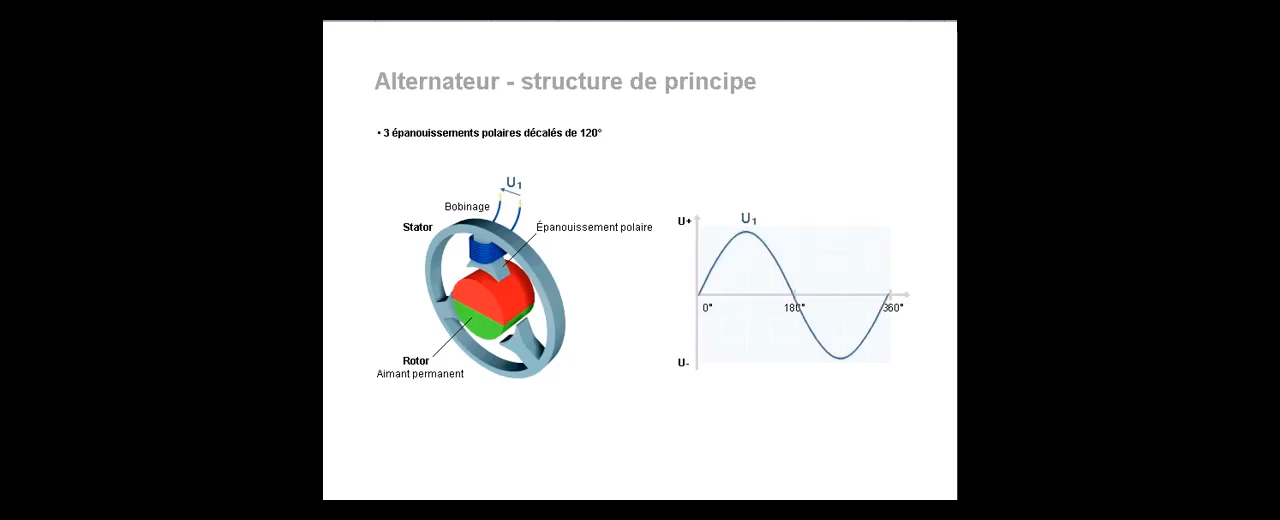 Alternateur - structure de principe
• 3 épanouissements polaires décalés de 120°
U1
Bobinage
Stator
Épanouissement polaire
Rotor
Aimant permanent
U+
U1
0°
180°
360°
U-